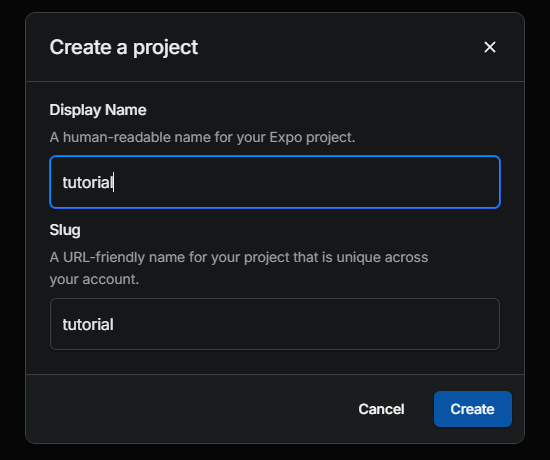 Create a project
Display Name
A human-readable name for your Expo project.
tutorial
Slug
A URL-friendly name for your project that is unique across
your account.
tutorial
Cancel
Create